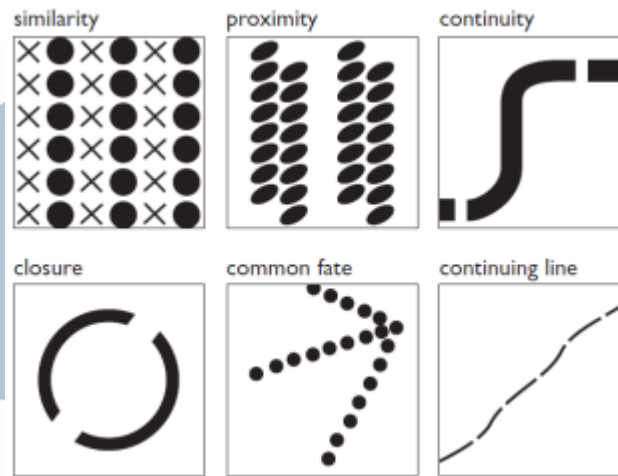 similarity
proximity
continuity
closure
common fate
continuing line